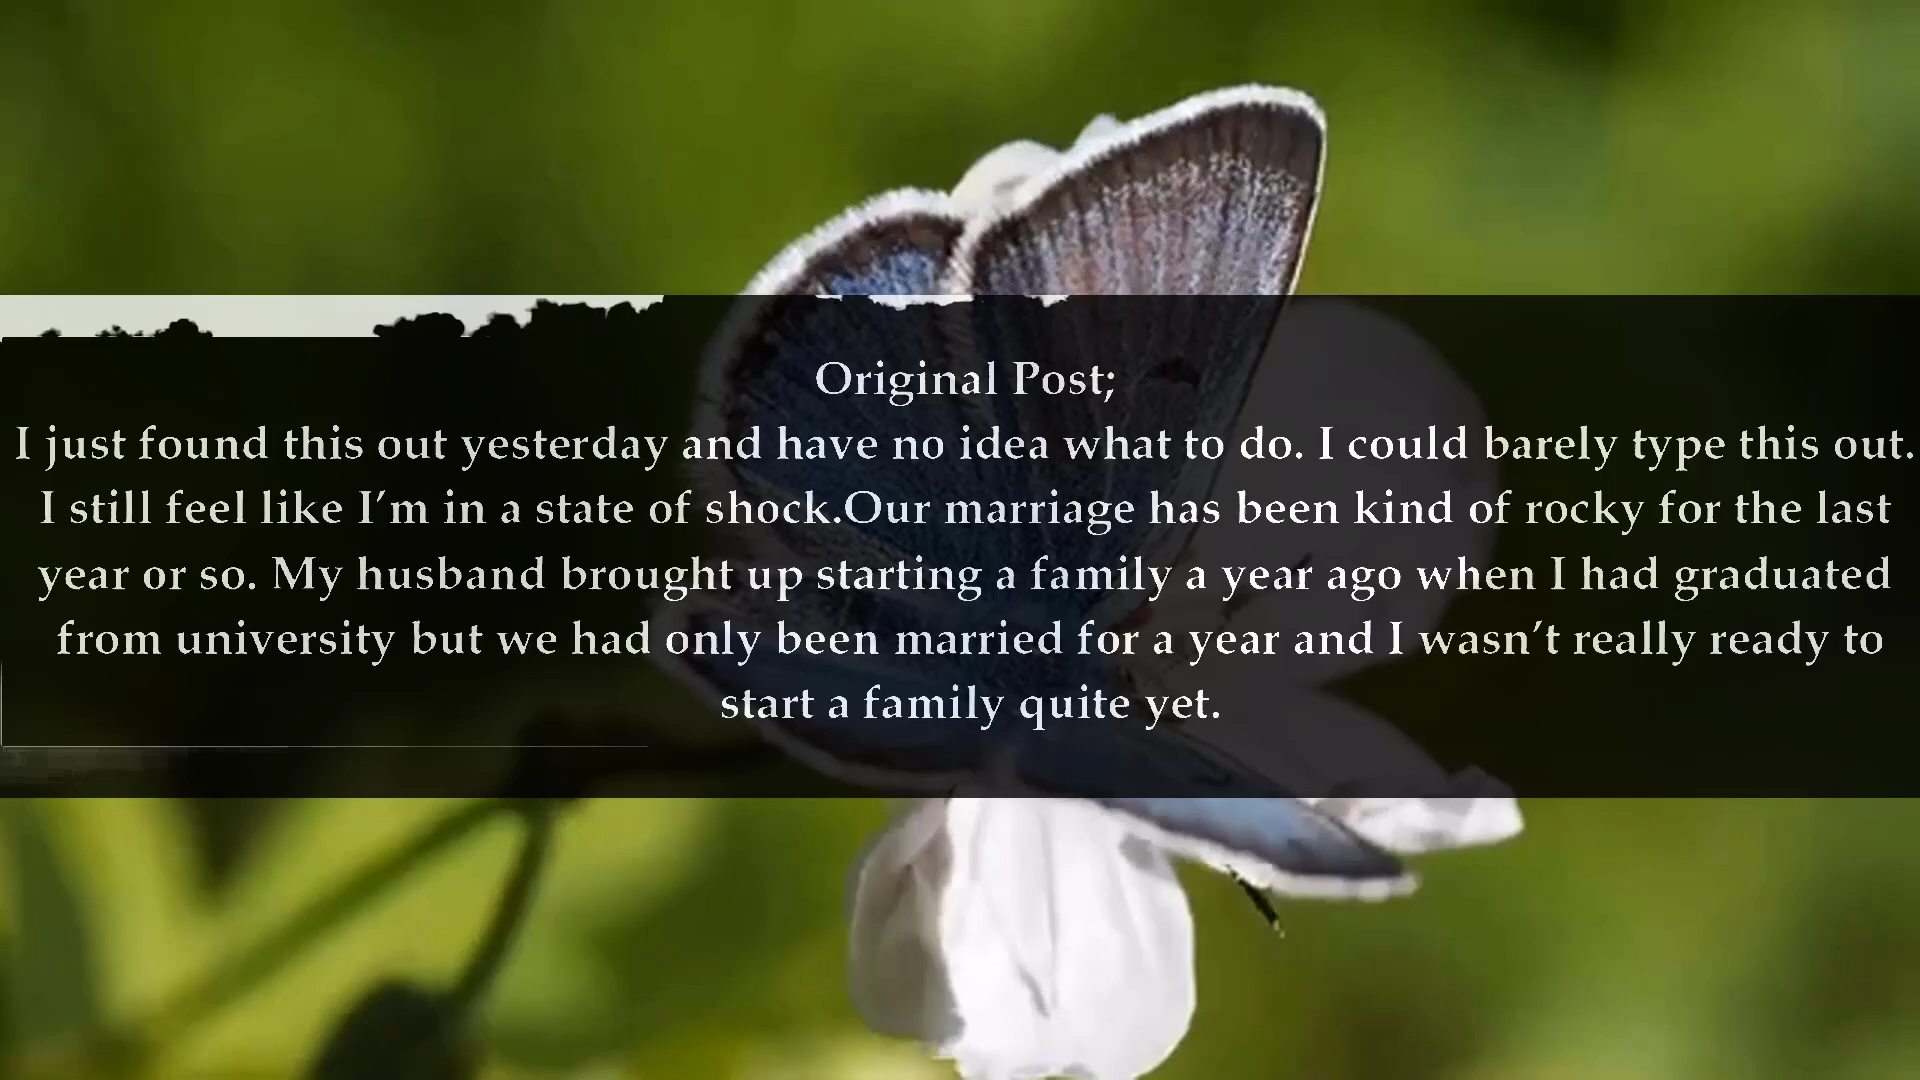 Original Post;
I just found this out yesterday and have no idea what to do. I could barely type this out.
I still feel like I’m in a state of shock.Our marriage has been kind of rocky for the last
year or so. My husband brought up starting a family a year ago when I had graduated
from university but we had only been married for a year and I wasn’t really ready to
start a family quite yet.